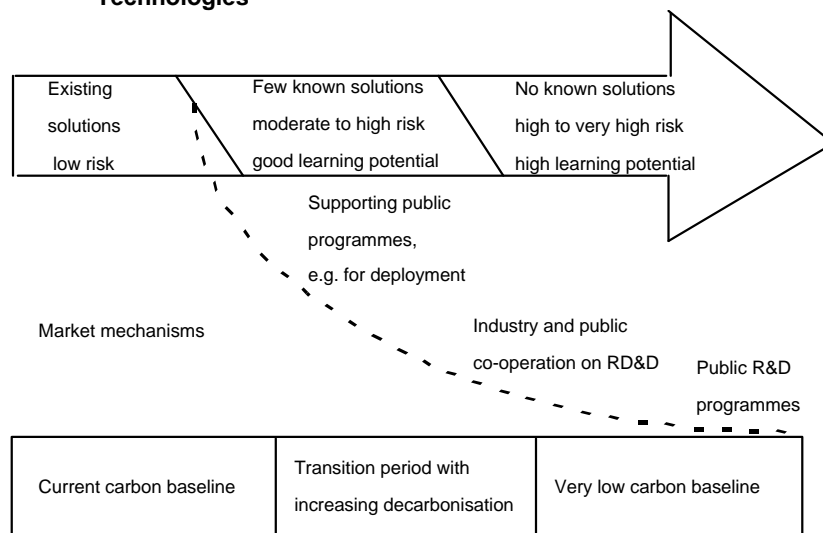 Technologies
Existing
solutions
low risk
Few known solutions
moderate to high risk
good learning potential
No known solutions
high to very high risk
high learning potential
Supporting public
programmes,
e.g. for deployment
Market mechanisms
Industry and public
co-operation on RD&D
Public R&D
programmes
Current carbon baseline
Transition period with
increasing decarbonisation
Very low carbon baseline